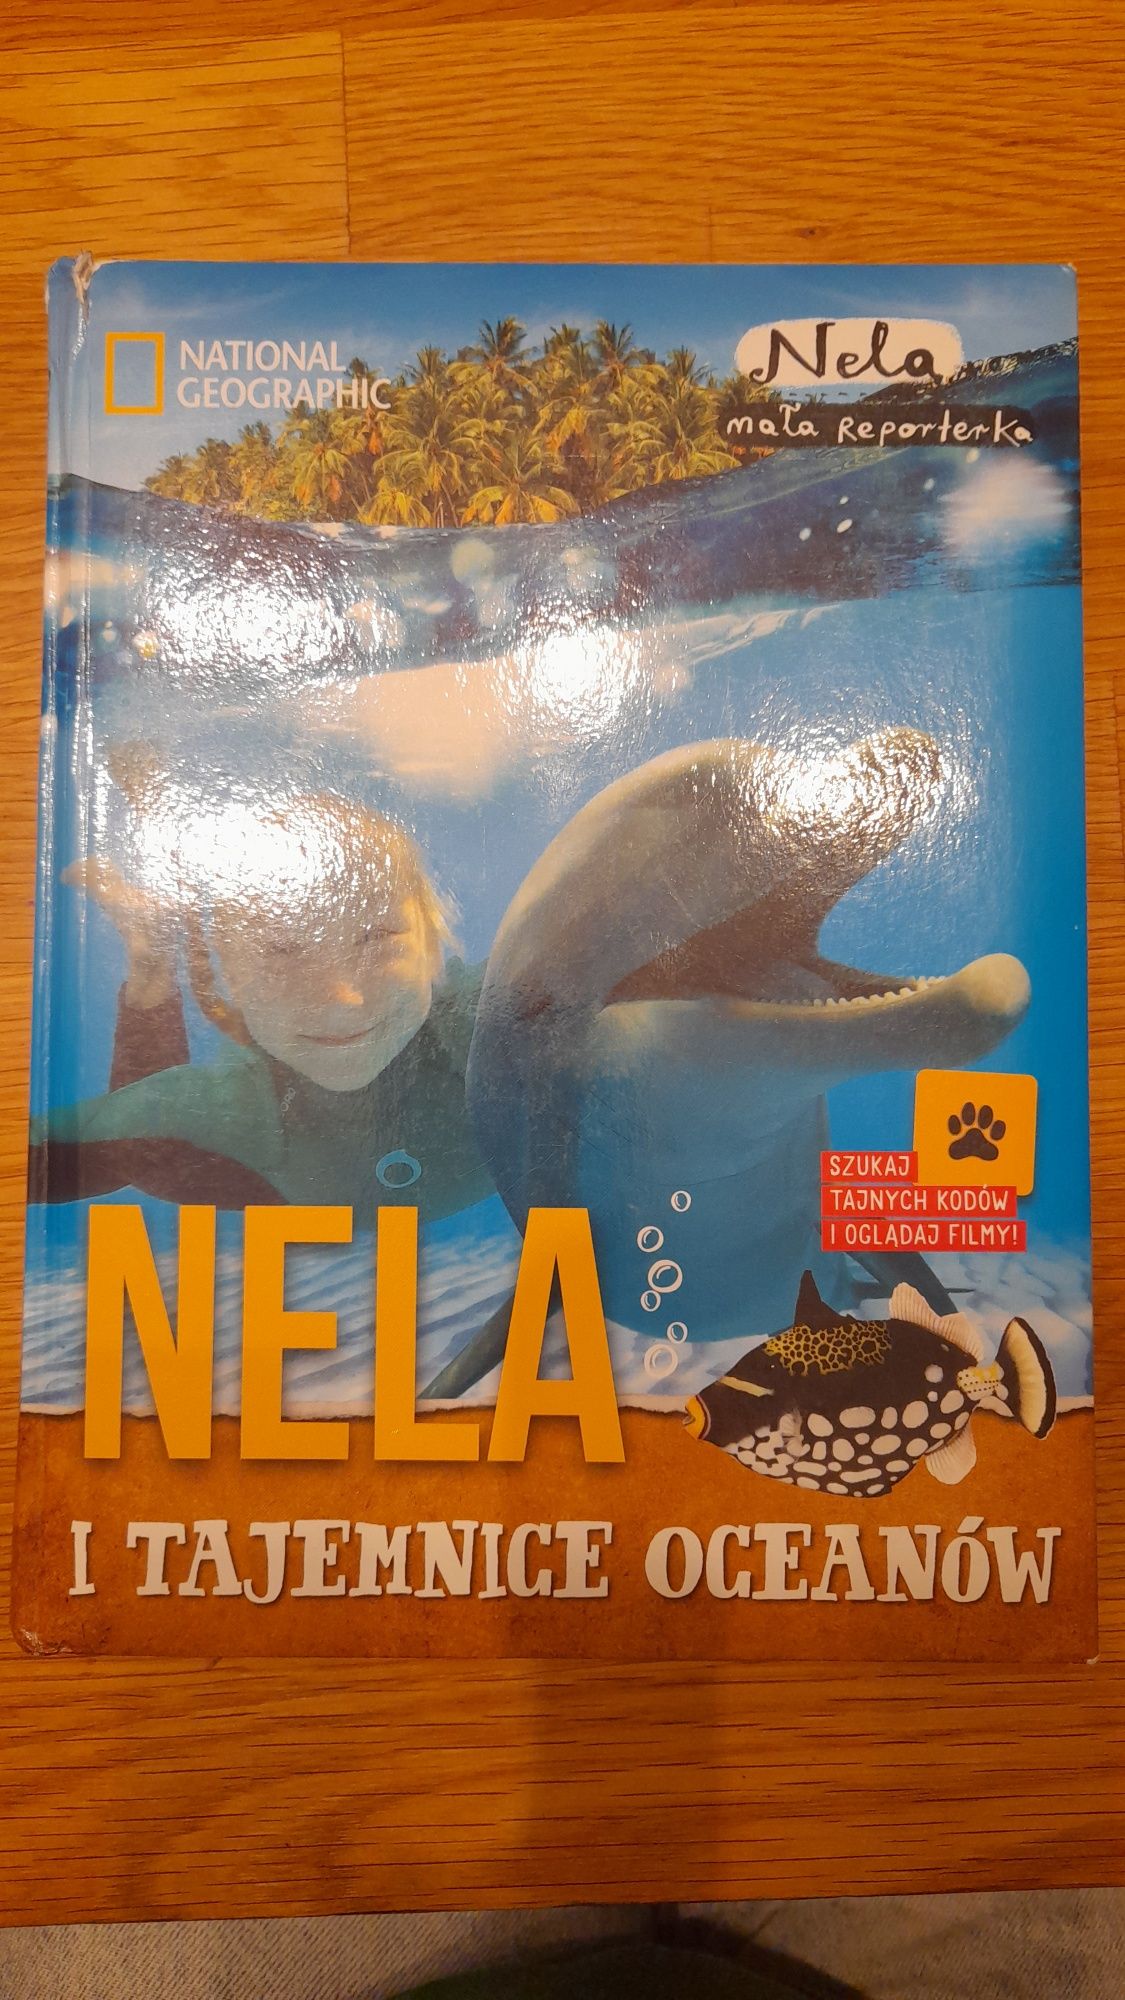 NATIONAL
GEOGRAPHIC
Nela
mała Reporterka
SZUKAJ
TAJNYCH KODÓW
I OGLĄDAJ FILMY!
NELA
I TAJEMNICE OCEANÓW